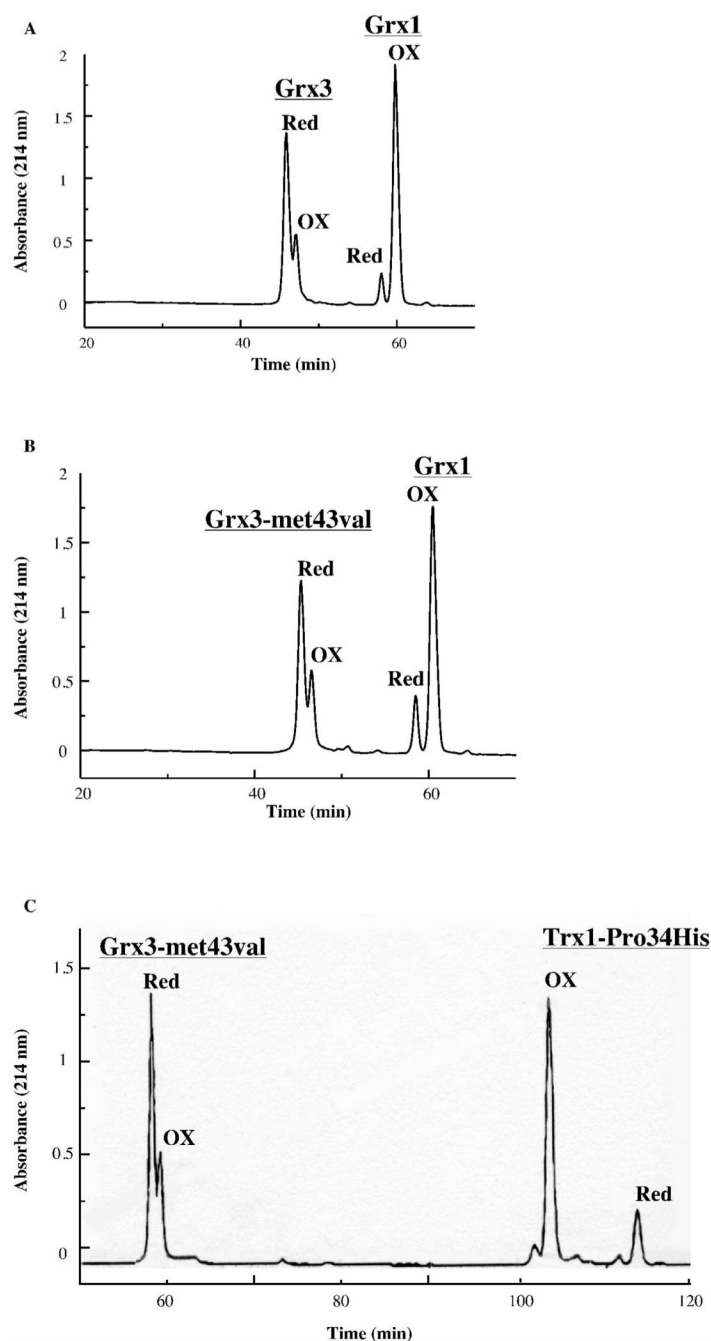 A
Grx1
OX
Grx3
Red
OX
Red
Absorbance (214 nm)
2
1.5
1
0.5
0
20
40
60
Time (min)
B
Grx1
OX
Grx3-met43val
Red
OX
Red
Absorbance (214 nm)
2
1.5
1
0.5
0
20
40
60
Time (min)
C
Grx3-met43val
Trx1-Pro34His
Red
OX
OX
Red
Absorbance (214 nm)
1.5
1
0.5
0
60
80
100
120
Time (min)